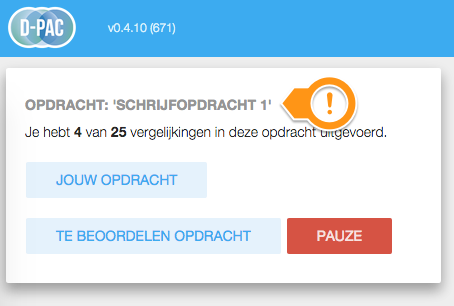 D-PAC
v0.4.10 (671)
OPDRACHT: 'SCHRIJFOPDRACHT 1'
!
Je hebt 4 van 25 vergelijkingen in deze opdracht uitgevoerd.
JOUW OPDRACHT
TE BEOORDELEN OPDRACHT PAUZE